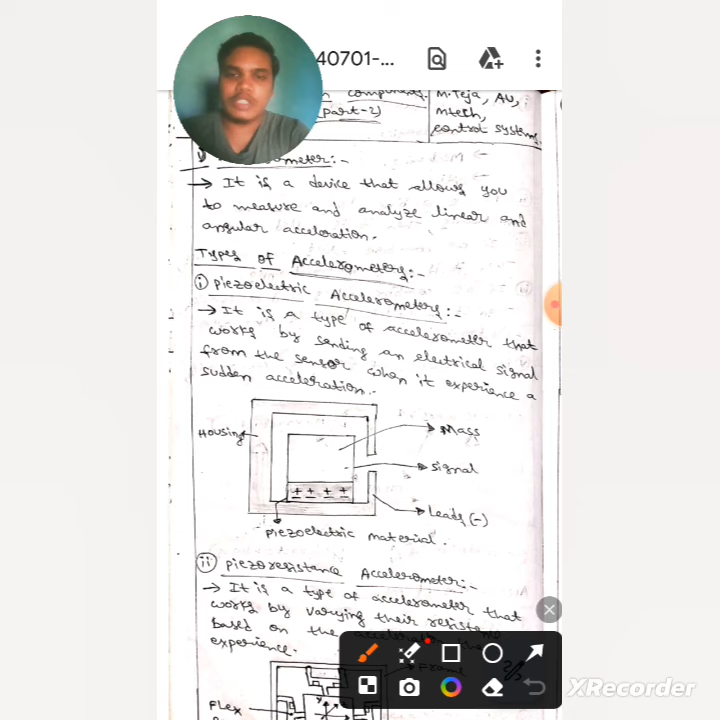 40701-...
components
(part-2)
M.Teja, AU,
mtech,
control systems
It is a device that allows you
to measure and analyze linear and
angular acceleration.
Types of Accelerometers:-
i) piezoelectric Accelerometers:-
→ It is a type of accelerometer that
works by sending an electrical signal
from the sensor when it experience a
sudden acceleration.
Housing
Mass
signal
Leads (-)
+ + + +
piezoelectric material.
ii) piezoresistance Accelerometer:-
→ It is a type of accelerometer that
works by varying their resistance
based on the
experience.
Flex
XRecorder